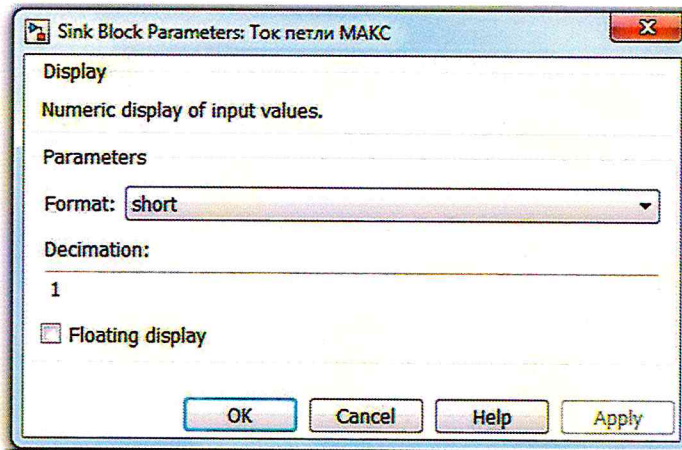 Sink Block Parameters: Ток петли МАКС
Display
Numeric display of input values.
Parameters
Format: short
Decimation:
1
Floating display
OK Cancel Help Apply